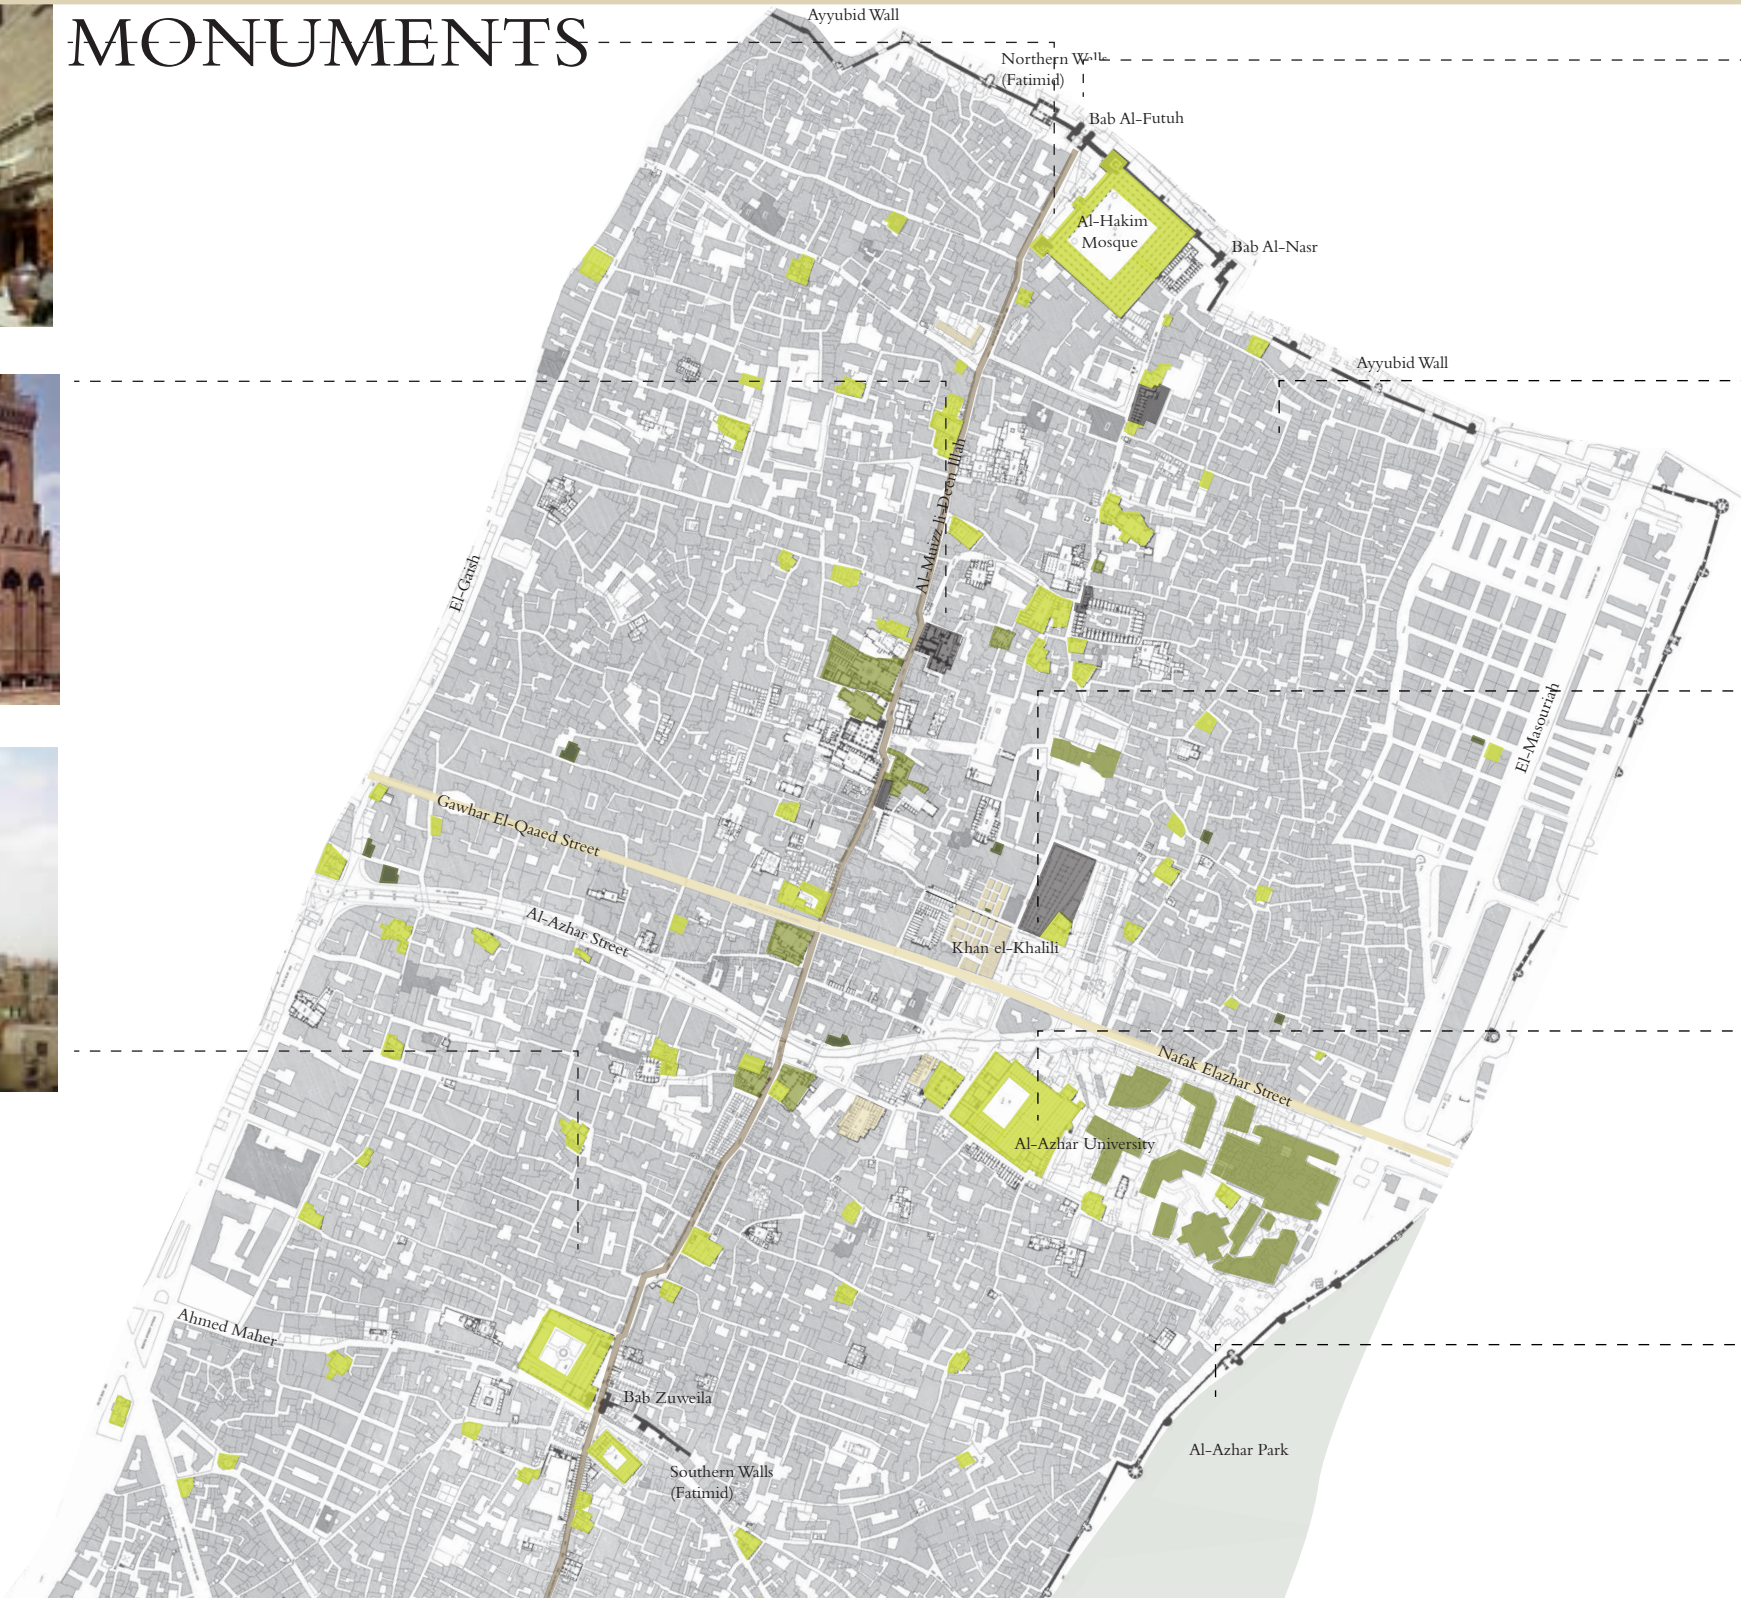 MONUMENTS
Ayyubid Wall
Northern Walls
(Fatimid)
Bab Al-Futuh
Al-Hakim
Mosque
Bab Al-Nasr
Ayyubid Wall
Al-Muizz li-Deen Illah
El-Gaish
El-Masouriah
Gawhar El-Qaaed Street
Al-Azhar Street
Khan el-Khalili
Nafak Elazhar Street
Al-Azhar University
Ahmed Maher
Bab Zuweila
Al-Azhar Park
Southern Walls
(Fatimid)